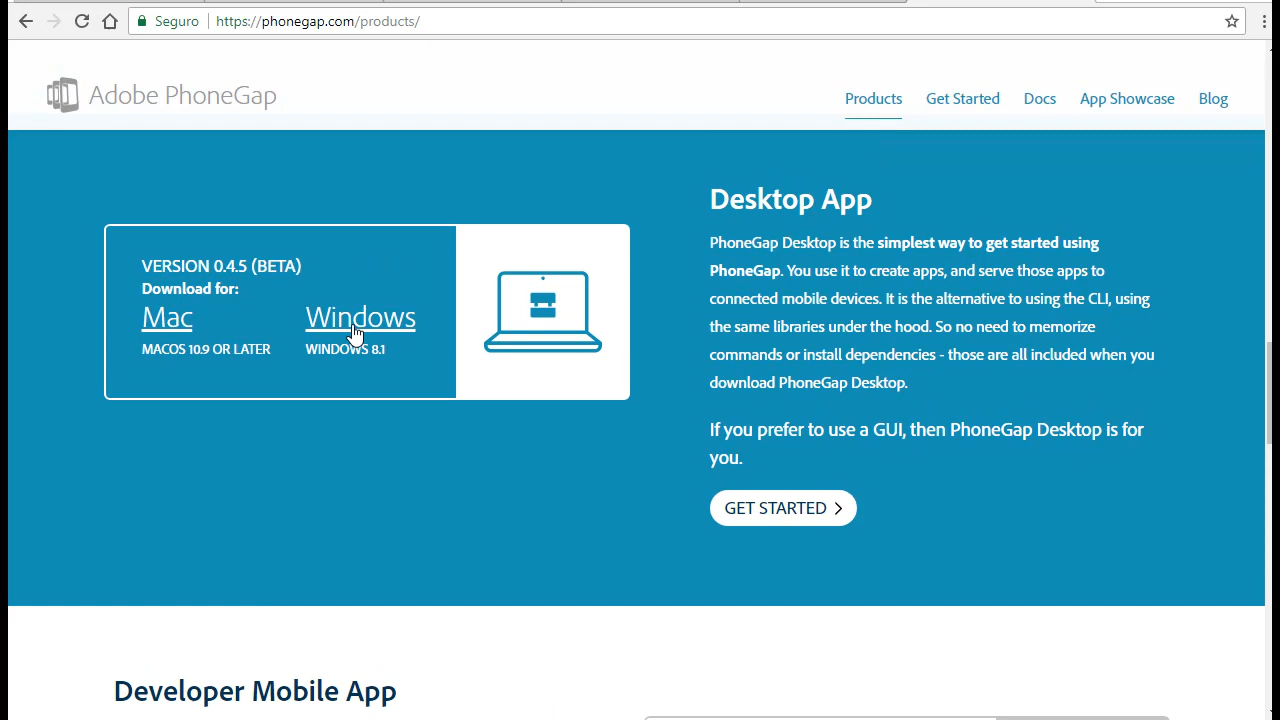 Seguro
https://phonegap.com/products/
Adobe PhoneGap
Products
Get Started
Docs
App Showcase
Blog
VERSION 0.4.5 (BETA)
Download for:
Mac
MACOS 10.9 OR LATER
Windows
WINDOWS 8.1
Desktop App
PhoneGap Desktop is the simplest way to get started using
PhoneGap. You use it to create apps, and serve those apps to
connected mobile devices. It is the alternative to using the CLI, using
the same libraries under the hood. So no need to memorize
commands or install dependencies - those are all included when you
download PhoneGap Desktop.
If you prefer to use a GUI, then PhoneGap Desktop is for
you.
GET STARTED
Developer Mobile App